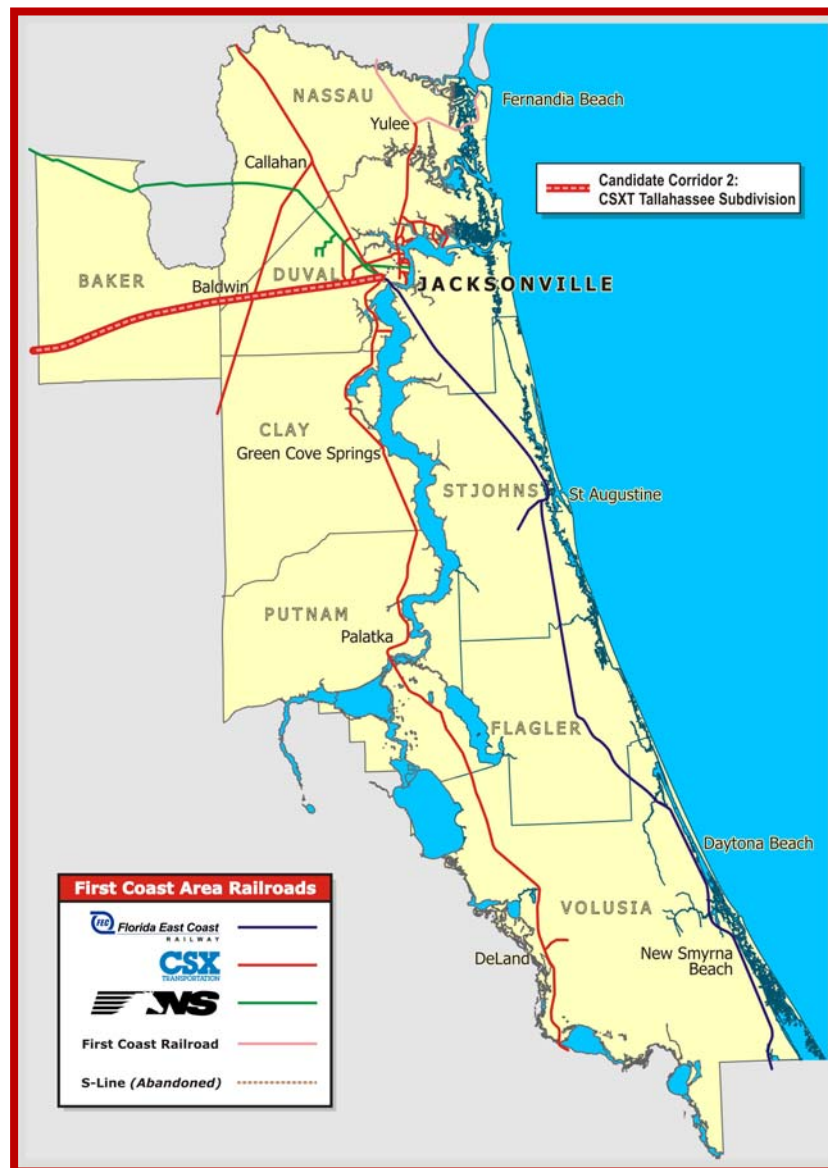 NASSAU
Fernandia Beach
Yulee
Callahan
Candidate Corridor 2:
CSXT Tallahassee Subdivision
BAKER
DUVAL
Baldwin
JACKSONVILLE
CLAY
Green Cove Springs
STJOHNS
St Augustine
PUTNAM
Palatka
FLAGLER
Daytona Beach
VOLUSIA
DeLand
New Smyrna
Beach
First Coast Area Railroads
FEC Florida East Coast
RAILWAY
CSX
TRANSPORTATION
NS
First Coast Railroad
S-Line (Abandoned)